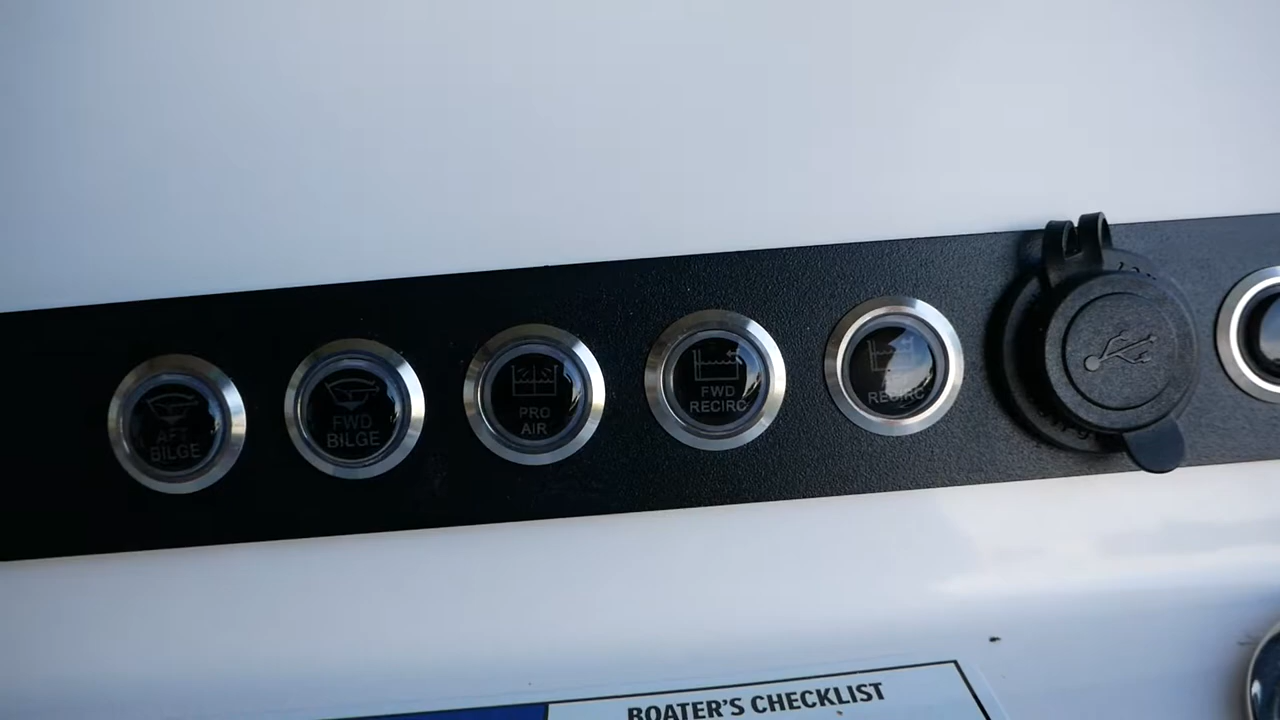 AFT
BILGE
FWD
BILGE
PRO
AIR
FWD
RECIRC
RECIRC
BOATER'S CHECKLIST